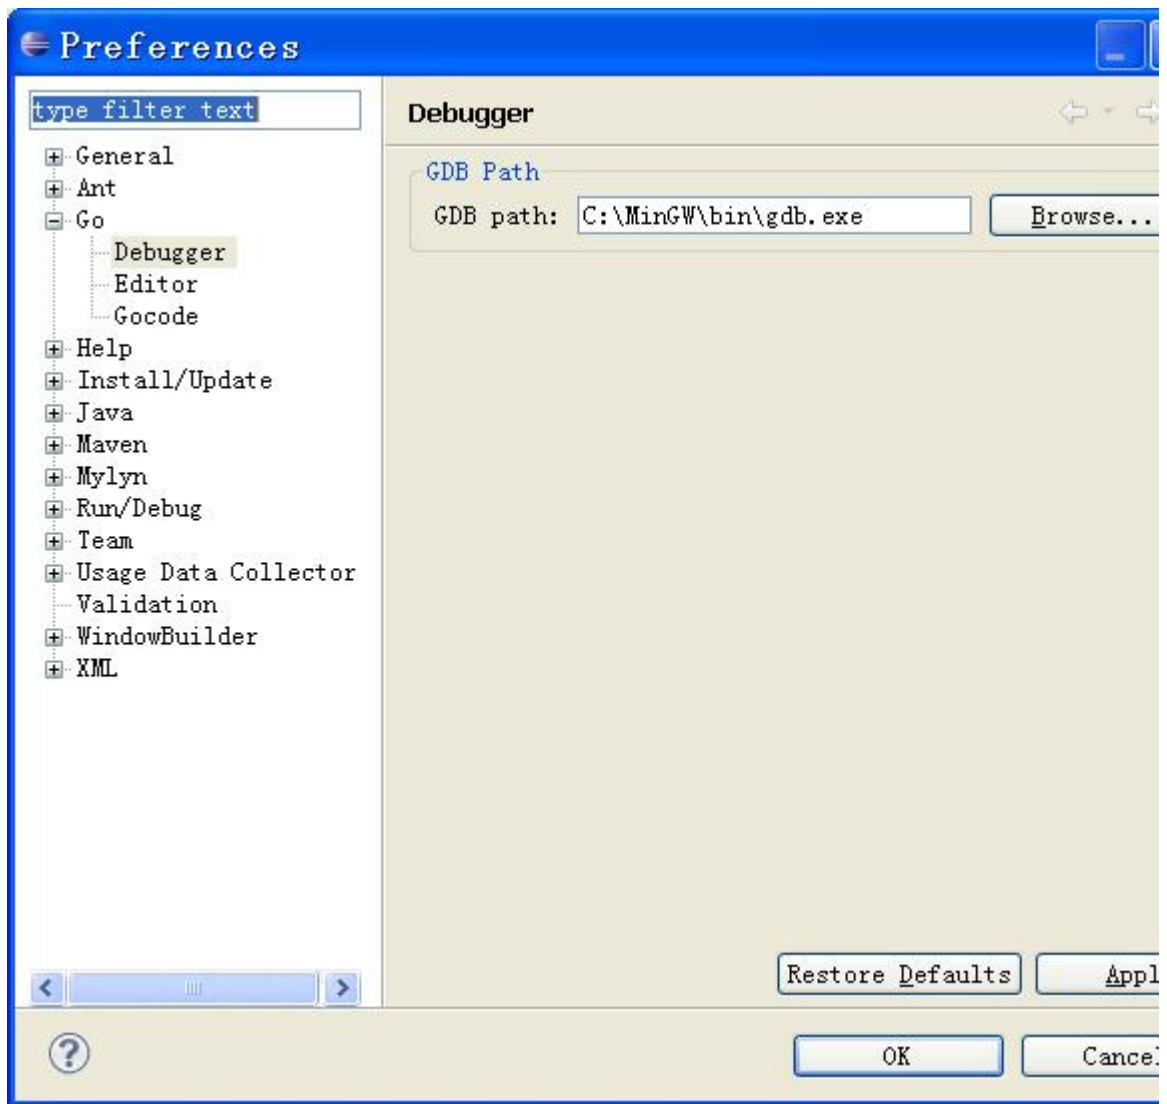 Preferences
type filter text
General
Ant
Go
Debugger
Editor
Gocode
Help
Install/Update
Java
Maven
Mylyn
Run/Debug
Team
Usage Data Collector
Validation
WindowBuilder
XML
Debugger
GDB Path
GDB path: C:\MinGW\bin\gdb.exe Browse...
Restore Defaults Appl
? OK Cancel